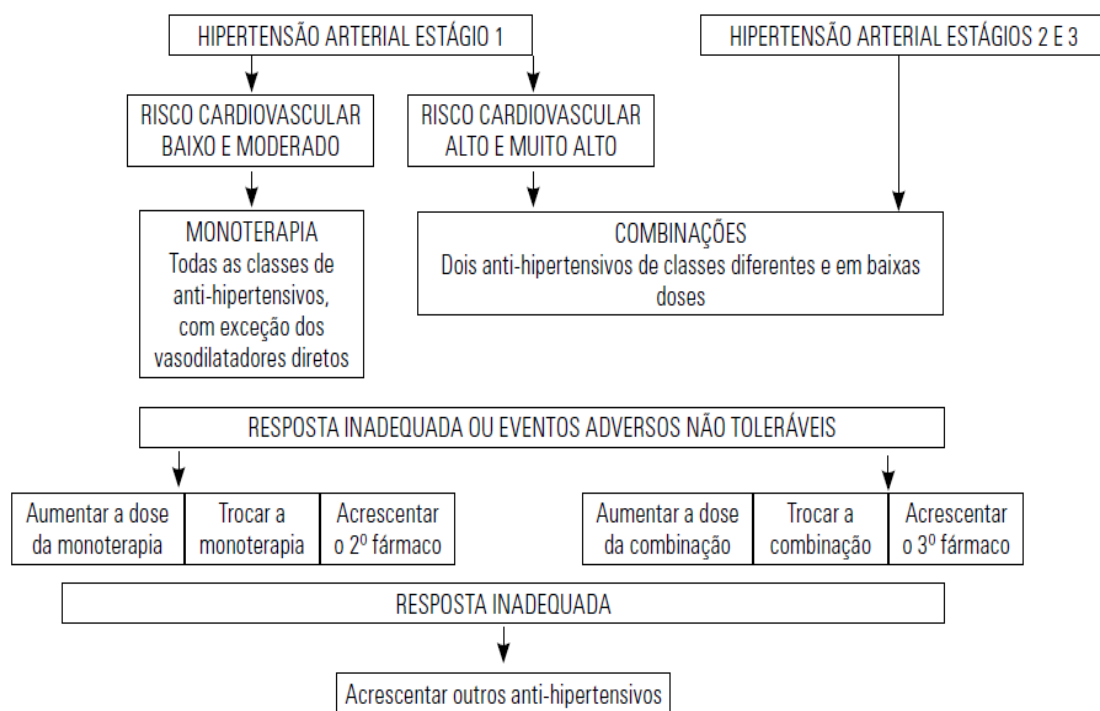 HIPERTENSÃO ARTERIAL ESTÁGIO 1
HIPERTENSÃO ARTERIAL ESTÁGIOS 2 E 3
RISCO CARDIOVASCULAR
BAIXO E MODERADO
RISCO CARDIOVASCULAR
ALTO E MUITO ALTO
MONOTERAPIA
Todas as classes de
anti-hipertensivos,
com exceção dos
vasodilatadores diretos
COMBINAÇÕES
Dois anti-hipertensivos de classes diferentes e em baixas
doses
RESPOSTA INADEQUADA OU EVENTOS ADVERSOS NÃO TOLERÁVEIS
Aumentar a dose
da monoterapia
Trocar a
monoterapia
Acrescentar
o 2º fármaco
Aumentar a dose
da combinação
Trocar a
combinação
Acrescentar
o 3º fármaco
RESPOSTA INADEQUADA
Acrescentar outros anti-hipertensivos